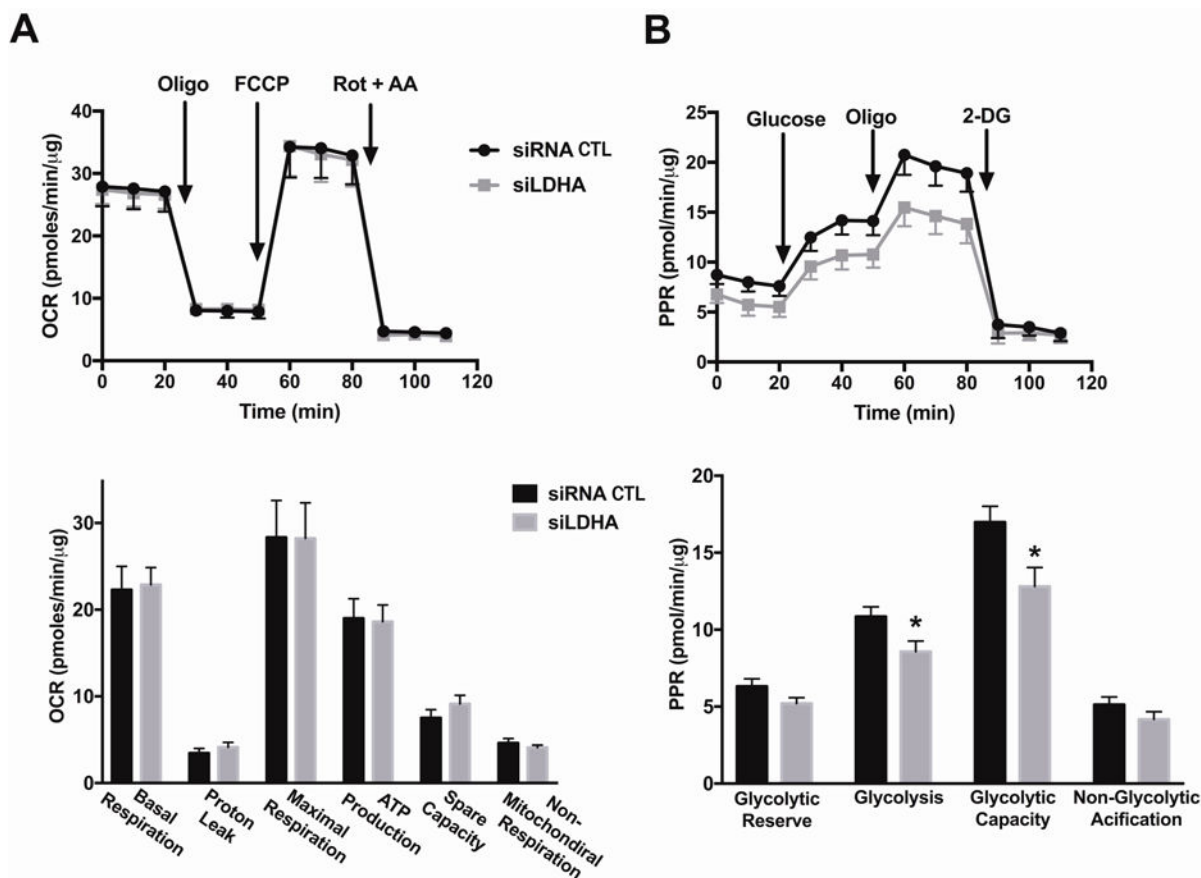 A
Oligo FCCP Rot + AA
OCR (pmoles/min/μg)
40
30
20
10
0
0 20 40 60 80 100 120
Time (min)
siRNA CTL
siLDHA
B
Glucose Oligo 2-DG
PPR (pmol/min/μg)
25
20
15
10
5
0
0 20 40 60 80 100 120
Time (min)
OCR (pmoles/min/μg)
30
20
10
0
Basal
Respiration
Proton
Leak
Maximal
Respiration
ATP
Production
Spare
Capacity
Non-
Mitochondiral
Respiration
siRNA CTL
siLDHA
PPR (pmol/min/μg)
20
15
10
5
0
*
*
Glycolytic
Reserve
Glycolysis
Glycolytic
Capacity
Non-Glycolytic
Acification